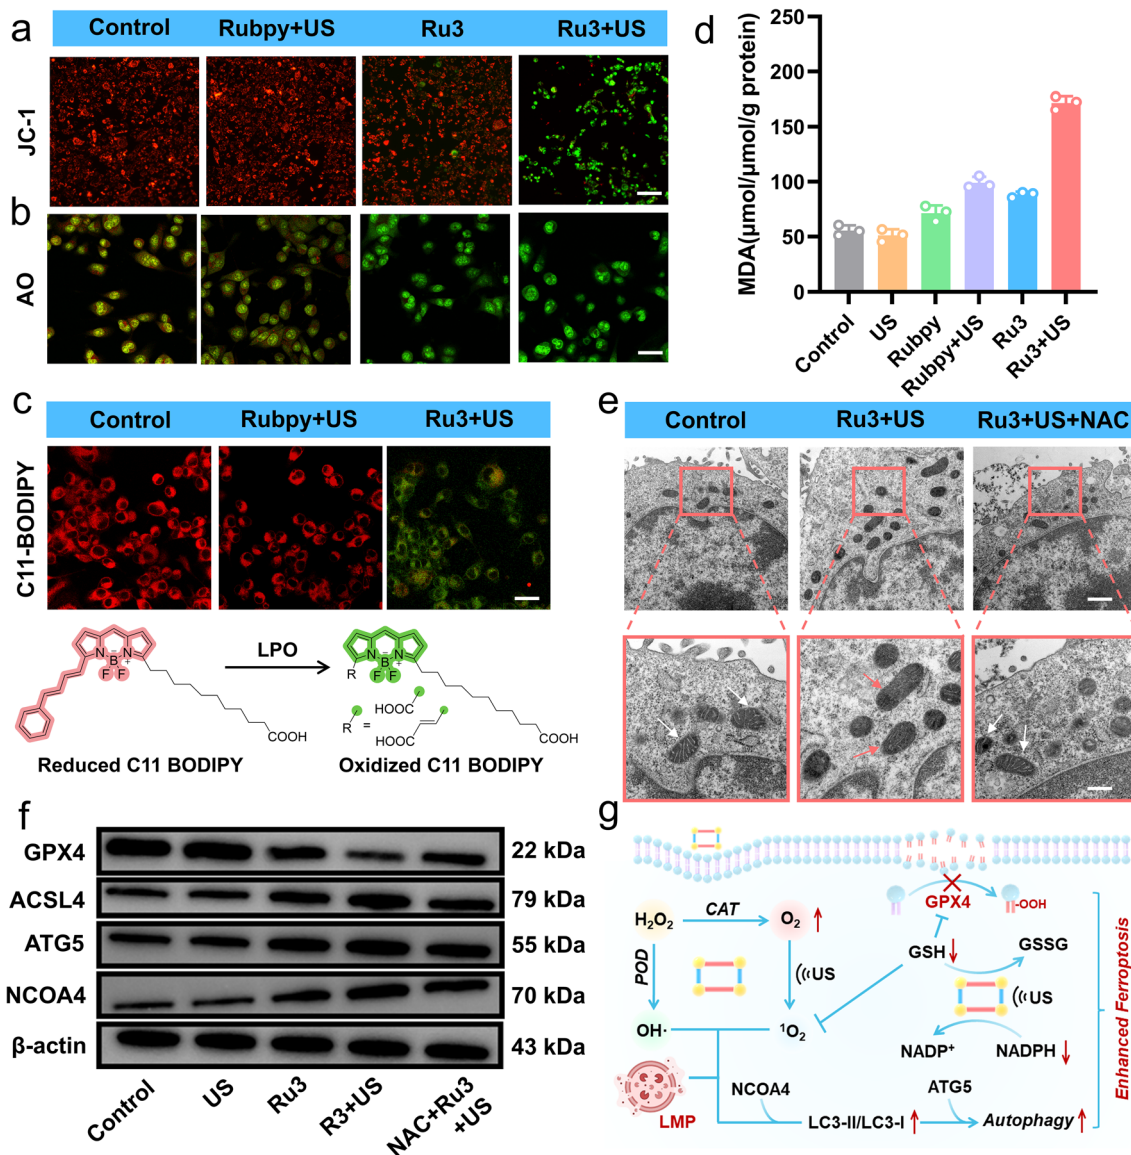 a
Control Rubpy+US Ru3 Ru3+US
JC-1
b
AO
d
MDA(μmol/μmol/g protein)
250
200
150
100
50
0
Control
US
Rubpy
Rubpy+US
Ru3
Ru3+US
c
Control Rubpy+US Ru3+US
C11-BODIPY
LPO
N B N
- +
F F
COOH
R
N B N
- +
F F
R =
HOOC
HOOC
COOH
Reduced C11 BODIPY
Oxidized C11 BODIPY
e
Control Ru3+US Ru3+US+NAC
f
GPX4 22 kDa
ACSL4 79 kDa
ATG5 55 kDa
NCOA4 70 kDa
β-actin 43 kDa
Control
US
Ru3
R3+US
NAC+Ru3
+US
g
GPX4
-OOH
H₂O₂ CAT O₂
GSH GSSG
POD
US
US
OH· ¹O₂
NADP⁺ NADPH
LMP
NCOA4 ATG5
LC3-II/LC3-I Autophagy
Enhanced Ferroptosis